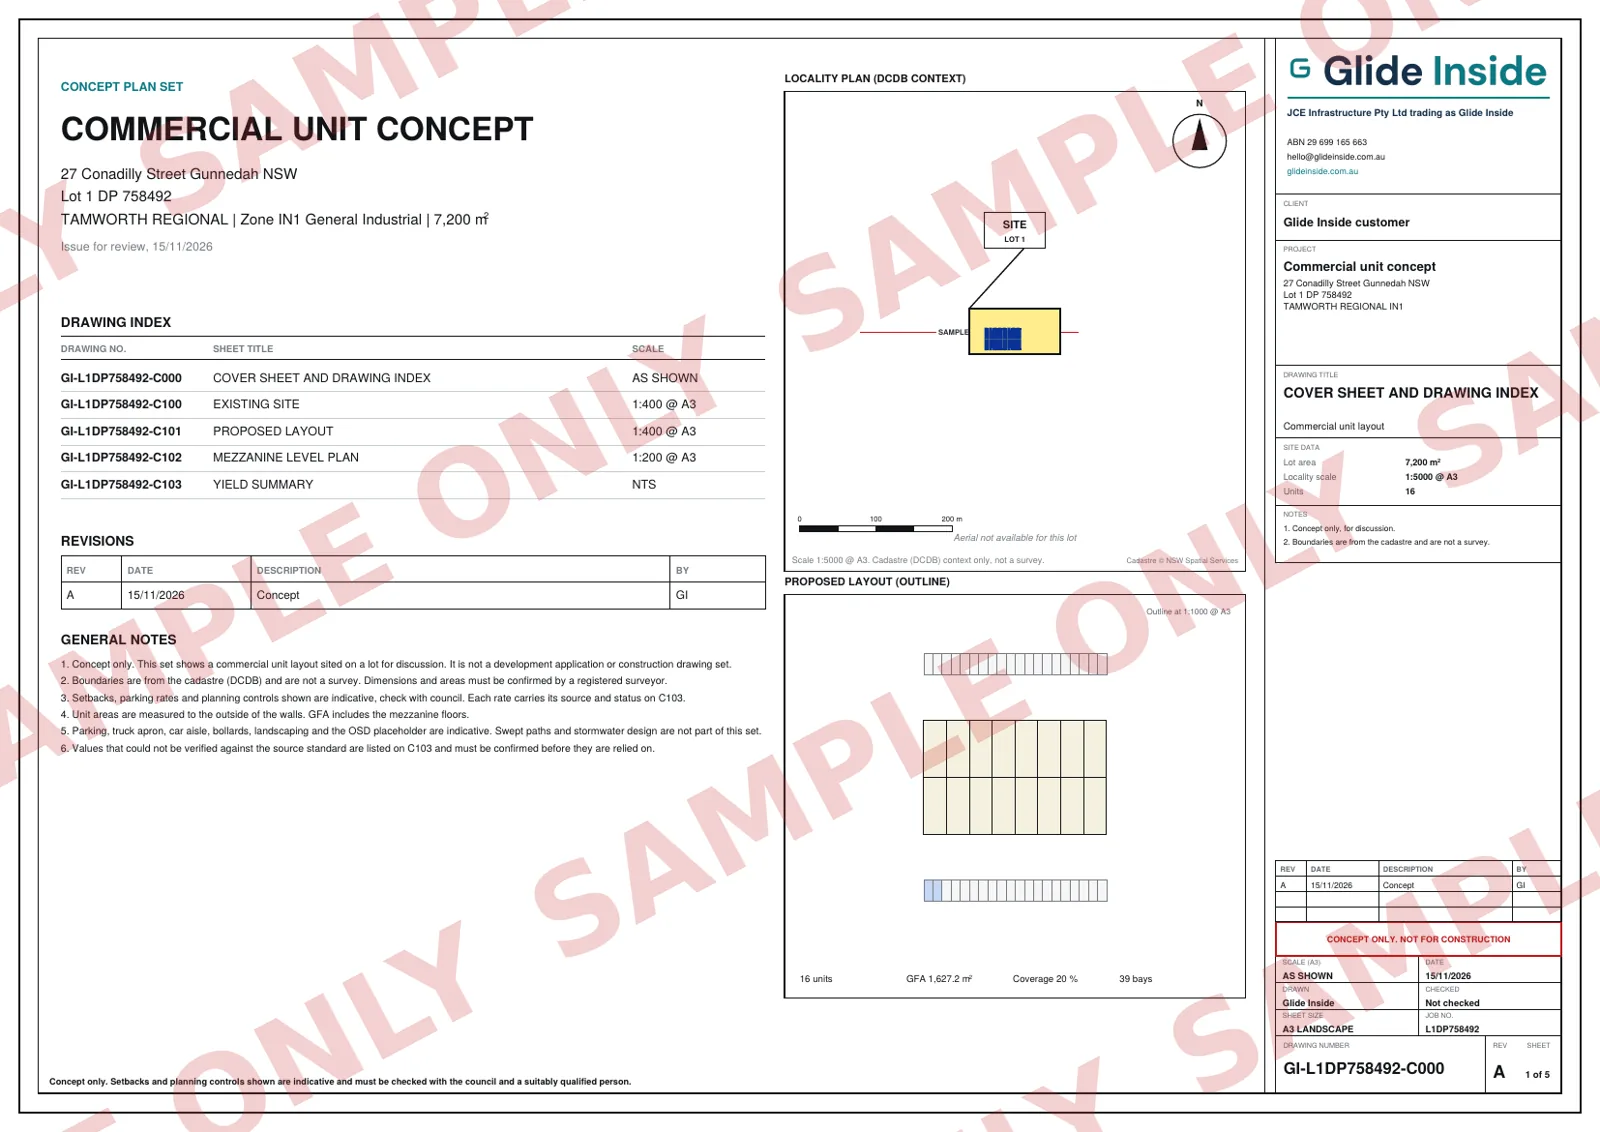 CONCEPT PLAN SET
COMMERCIAL UNIT CONCEPT
27 Conadilly Street Gunnedah NSW
Lot 1 DP 758492
TAMWORTH REGIONAL | Zone IN1 General Industrial | 7,200 m²
Issue for review, 15/11/2026
DRAWING INDEX
DRAWING NO. SHEET TITLE SCALE
GI-L1DP758492-C000 COVER SHEET AND DRAWING INDEX AS SHOWN
GI-L1DP758492-C100 EXISTING SITE 1:400 @ A3
GI-L1DP758492-C101 PROPOSED LAYOUT 1:400 @ A3
GI-L1DP758492-C102 MEZZANINE LEVEL PLAN 1:200 @ A3
GI-L1DP758492-C103 YIELD SUMMARY NTS
REVISIONS
REV DATE DESCRIPTION BY
A 15/11/2026 Concept GI
GENERAL NOTES
1. Concept only. This set shows a commercial unit layout sited on a lot for discussion. It is not a development application or construction drawing set.
2. Boundaries are from the cadastre (DCDB) and are not a survey. Dimensions and areas must be confirmed by a registered surveyor.
3. Setbacks, parking rates and planning controls shown are indicative, check with council. Each rate carries its source and status on C103.
4. Unit areas are measured to the outside of the walls. GFA includes the mezzanine floors.
5. Parking, truck apron, car aisle, bollards, landscaping and the OSD placeholder are indicative. Swept paths and stormwater design are not part of this set.
6. Values that could not be verified against the source standard are listed on C103 and must be confirmed before they are relied on.
Concept only. Setbacks and planning controls shown are indicative and must be checked with the council and a suitably qualified person.
LOCALITY PLAN (DCDB CONTEXT)
N
SITE
LOT 1
SAMPLE
0 100 200 m
Aerial not available for this lot
Scale 1:5000 @ A3. Cadastre (DCDB) context only, not a survey.
Cadastre © NSW Spatial Services
PROPOSED LAYOUT (OUTLINE)
Outline at 1:1000 @ A3
16 units GFA 1,627.2 m² Coverage 20 % 39 bays
G Glide Inside
JCE Infrastructure Pty Ltd trading as Glide Inside
ABN 29 699 165 663
hello@glideinside.com.au
glideinside.com.au
CLIENT
Glide Inside customer
PROJECT
Commercial unit concept
27 Conadilly Street Gunnedah NSW
Lot 1 DP 758492
TAMWORTH REGIONAL IN1
DRAWING TITLE
COVER SHEET AND DRAWING INDEX
Commercial unit layout
SITE DATA
Lot area 7,200 m²
Locality scale 1:5000 @ A3
Units 16
NOTES
1. Concept only, for discussion.
2. Boundaries are from the cadastre and are not a survey.
REV DATE DESCRIPTION BY
A 15/11/2026 Concept GI
CONCEPT ONLY. NOT FOR CONSTRUCTION
SCALE (A3) DATE
AS SHOWN 15/11/2026
DRAWN CHECKED
Glide Inside Not checked
SHEET SIZE JOB NO.
A3 LANDSCAPE L1DP758492
DRAWING NUMBER REV SHEET
GI-L1DP758492-C000 A 1 of 5
SAMPLE ONLY SAMPLE ONLY
SAMPLE ONLY SAMPLE ONLY
SAMPLE ONLY SAMPLE ONLY